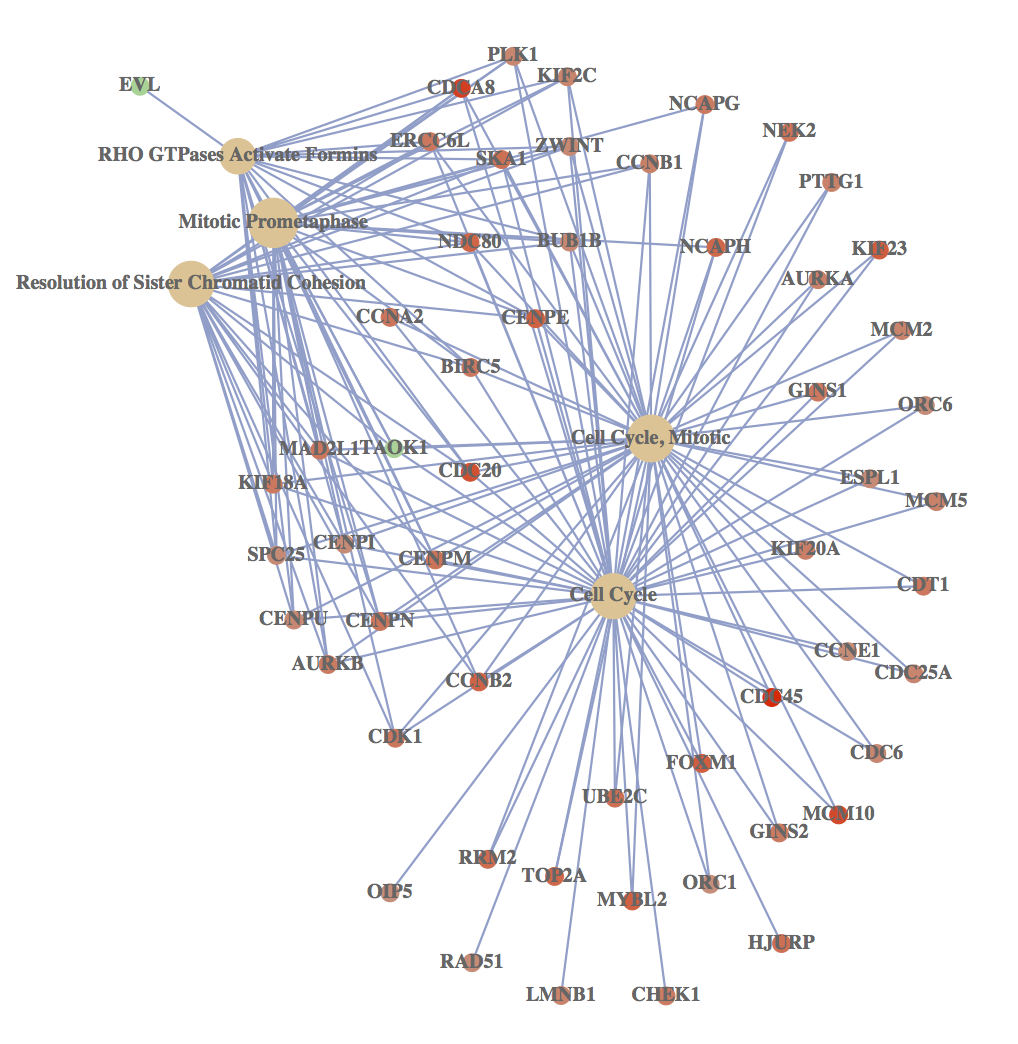 PLK1
KIF2C
EVL
CDCA8
NCAPG
NEK2
ERCC6L
ZWINT
RHO GTPases Activate Formins
SKA1
CCNB1
PTTG1
Mitotic Prometaphase
NDC80
BUB1B
NCAPH
KIF23
Resolution of Sister Chromatid Cohesion
AURKA
CCNA2
CENPE
MCM2
BIRC5
GINS1
ORC6
Cell Cycle, Mitotic
MAD2L1
TAOK1
CDC20
ESPL1
KIF18A
MCM5
CENPI
SPC25
CENPM
KIF20A
CDT1
Cell Cycle
CENPU
CENPN
CCNE1
AURKB
CDC25A
CCNB2
CDC45
CDK1
CDC6
FOXM1
UBE2C
MCM10
GINS2
RRM2
TOP2A
ORC1
OIP5
MYBL2
HJURP
RAD51
LMNB1
CHEK1